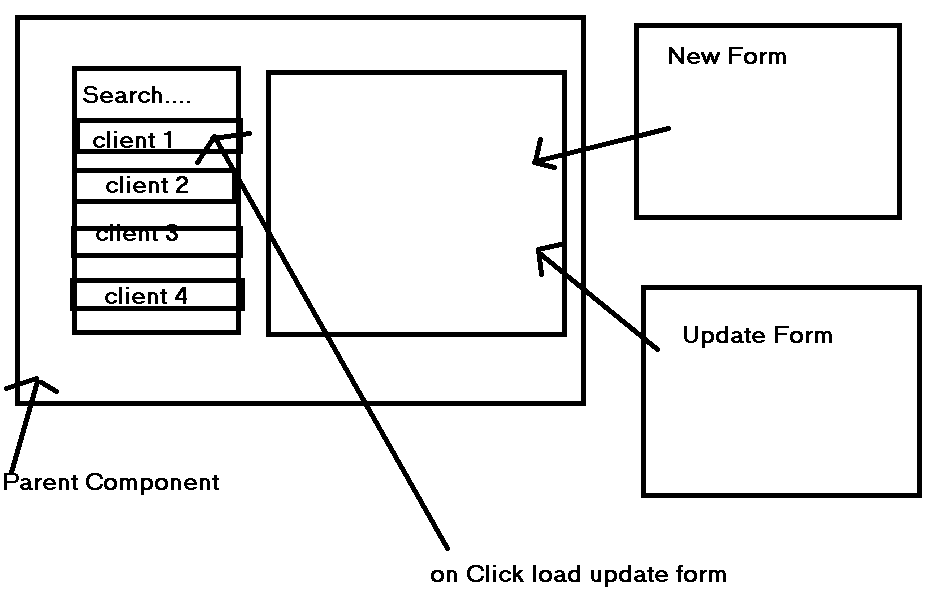 New Form
Search....
client 1
client 2
client 3
client 4
Update Form
Parent Component
on Click load update form